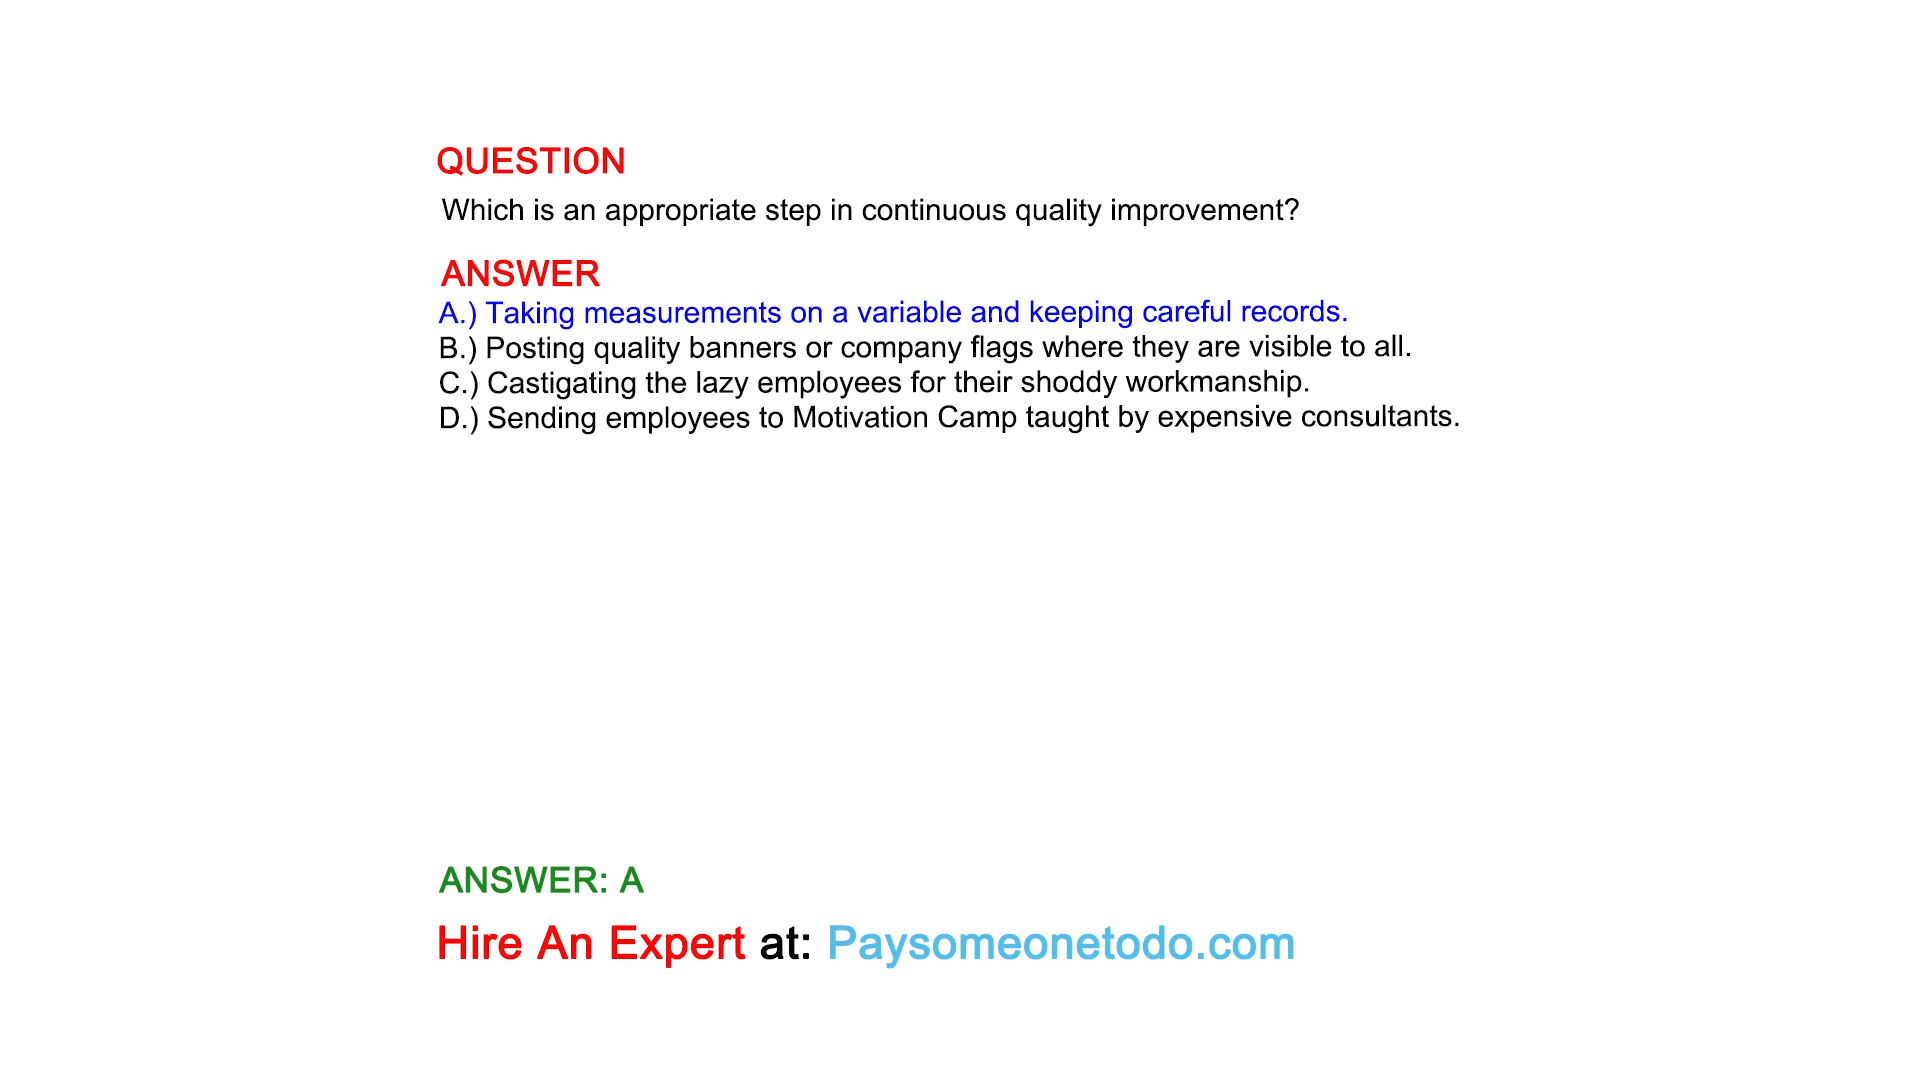 QUESTION
Which is an appropriate step in continuous quality improvement?
ANSWER
A.) Taking measurements on a variable and keeping careful records.
B.) Posting quality banners or company flags where they are visible to all.
C.) Castigating the lazy employees for their shoddy workmanship.
D.) Sending employees to Motivation Camp taught by expensive consultants.
ANSWER: A
Hire An Expert at: Paysomeonetodo.com